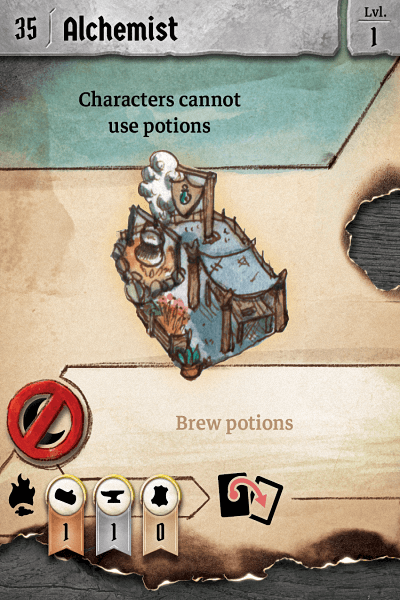 35 Alchemist
Lvl.
1
Characters cannot
use potions
Brew potions
1 1 0